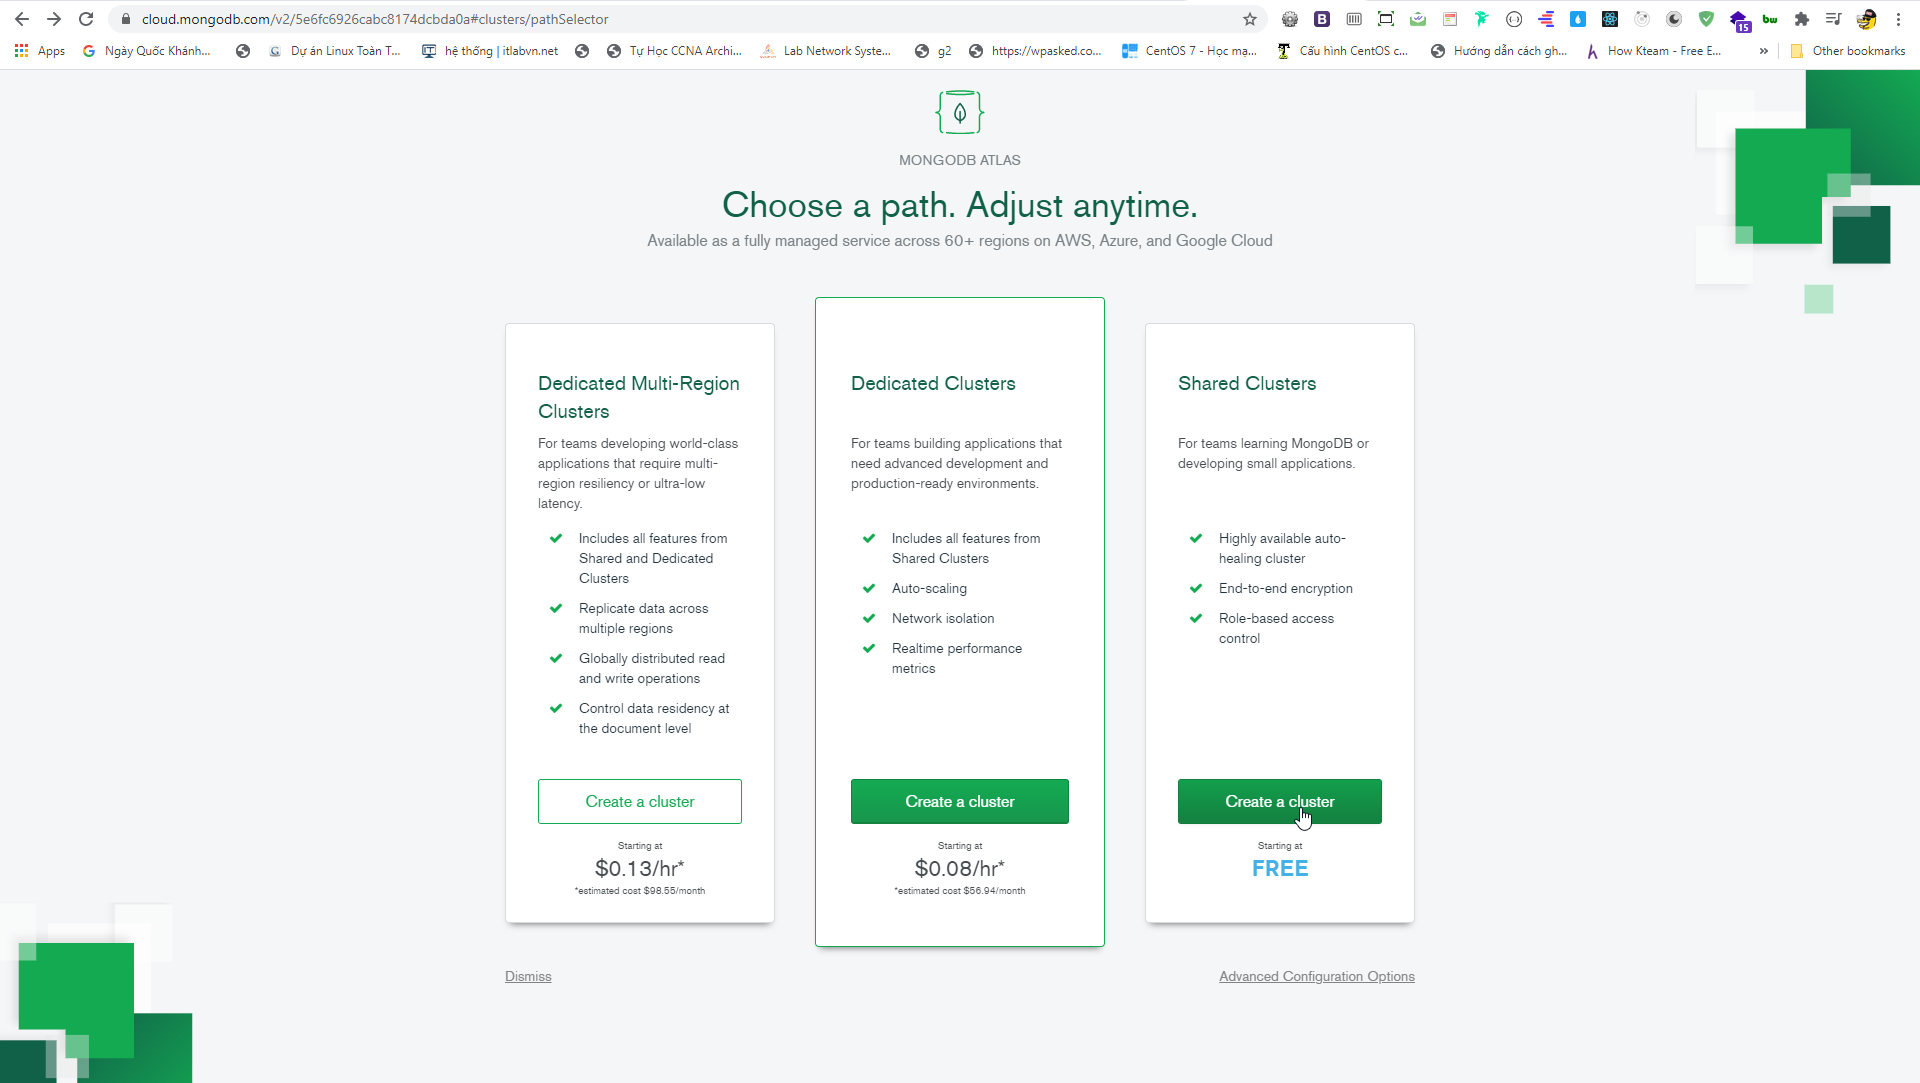 cloud.mongodb.com/v2/5e6fc6926cabc8174dcbda0a#clusters/pathSelector
15
bw
Apps
Ngày Quốc Khánh...
Dự án Linux Toàn T...
hệ thống | itlabvn.net
Tự Học CCNA Archi...
Lab Network Syste...
g2
https://wpasked.co...
CentOS 7 - Học mạ...
Cấu hình CentOS c...
Hướng dẫn cách gh...
How Kteam - Free E...
»
Other bookmarks
MONGODB ATLAS
Choose a path. Adjust anytime.
Available as a fully managed service across 60+ regions on AWS, Azure, and Google Cloud
Dedicated Multi-Region
Clusters
For teams developing world-class
applications that require multi-
region resiliency or ultra-low
latency.
Includes all features from
Shared and Dedicated
Clusters
Replicate data across
multiple regions
Globally distributed read
and write operations
Control data residency at
the document level
Create a cluster
Starting at
$0.13/hr*
*estimated cost $98.55/month
Dedicated Clusters
For teams building applications that
need advanced development and
production-ready environments.
Includes all features from
Shared Clusters
Auto-scaling
Network isolation
Realtime performance
metrics
Create a cluster
Starting at
$0.08/hr*
*estimated cost $56.94/month
Shared Clusters
For teams learning MongoDB or
developing small applications.
Highly available auto-
healing cluster
End-to-end encryption
Role-based access
control
Create a cluster
Starting at
FREE
Dismiss
Advanced Configuration Options